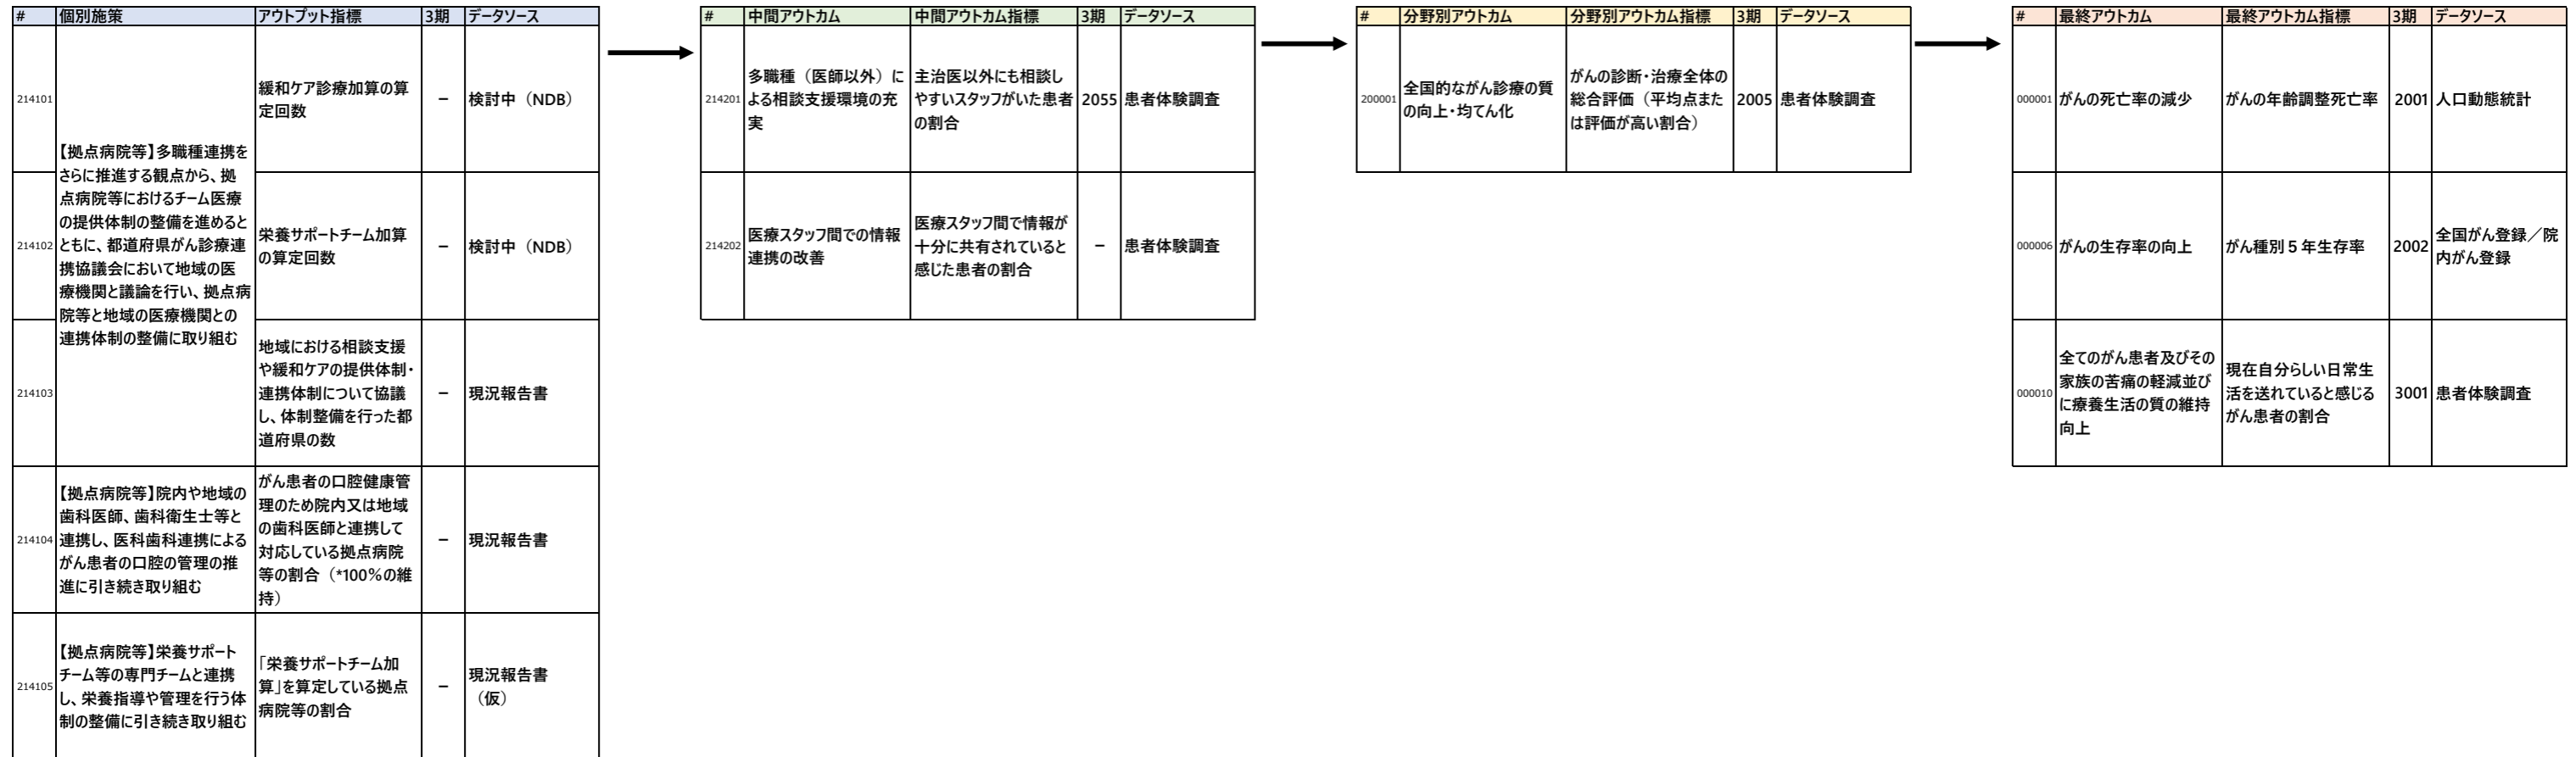 # 個別施策 アウトプット指標 3期 データソース
214101
【拠点病院等】多職種連携を
さらに推進する観点から、拠
点病院等におけるチーム医療
の提供体制の整備を進めると
ともに、都道府県がん診療連
携協議会において地域の医
療機関と議論を行い、拠点病
院等と地域の医療機関との
連携体制の整備に取り組む
緩和ケア診療加算の算
定回数
－
検討中（NDB）
214102
栄養サポートチーム加算
の算定回数
－
検討中（NDB）
214103
地域における相談支援
や緩和ケアの提供体制・
連携体制について協議
し、体制整備を行った都
道府県の数
－
現況報告書
214104
【拠点病院等】院内や地域の
歯科医師、歯科衛生士等と
連携し、医科歯科連携による
がん患者の口腔の管理の推
進に引き続き取り組む
がん患者の口腔健康管
理のため院内又は地域
の歯科医師と連携して
対応している拠点病院
等の割合（*100％の維
持）
－
現況報告書
214105
【拠点病院等】栄養サポート
チーム等の専門チームと連携
し、栄養指導や管理を行う体
制の整備に引き続き取り組む
「栄養サポートチーム加
算」を算定している拠点
病院等の割合
－
現況報告書
（仮）
# 中間アウトカム 中間アウトカム指標 3期 データソース
214201
多職種（医師以外）に
よる相談支援環境の充
実
主治医以外にも相談し
やすいスタッフがいた患者
の割合
2055
患者体験調査
214202
医療スタッフ間での情報
連携の改善
医療スタッフ間で情報が
十分に共有されていると
感じた患者の割合
－
患者体験調査
# 分野別アウトカム 分野別アウトカム指標 3期 データソース
200001
全国的ながん診療の質
の向上・均てん化
がんの診断・治療全体の
総合評価（平均点また
は評価が高い割合）
2005
患者体験調査
# 最終アウトカム 最終アウトカム指標 3期 データソース
000001
がんの死亡率の減少
がんの年齢調整死亡率
2001
人口動態統計
000006
がんの生存率の向上
がん種別５年生存率
2002
全国がん登録／院
内がん登録
000010
全てのがん患者及びその
家族の苦痛の軽減並び
に療養生活の質の維持
向上
現在自分らしい日常生
活を送れていると感じる
がん患者の割合
3001
患者体験調査